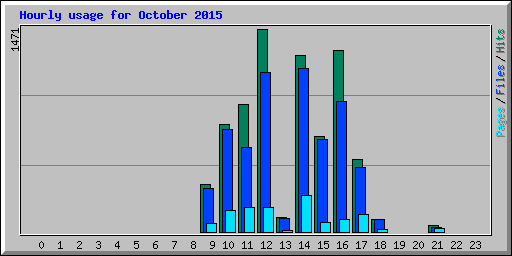 Hourly usage for October 2015
1471
Pages/Files/Hits
0 1 2 3 4 5 6 7 8 9 10 11 12 13 14 15 16 17 18 19 20 21 22 23